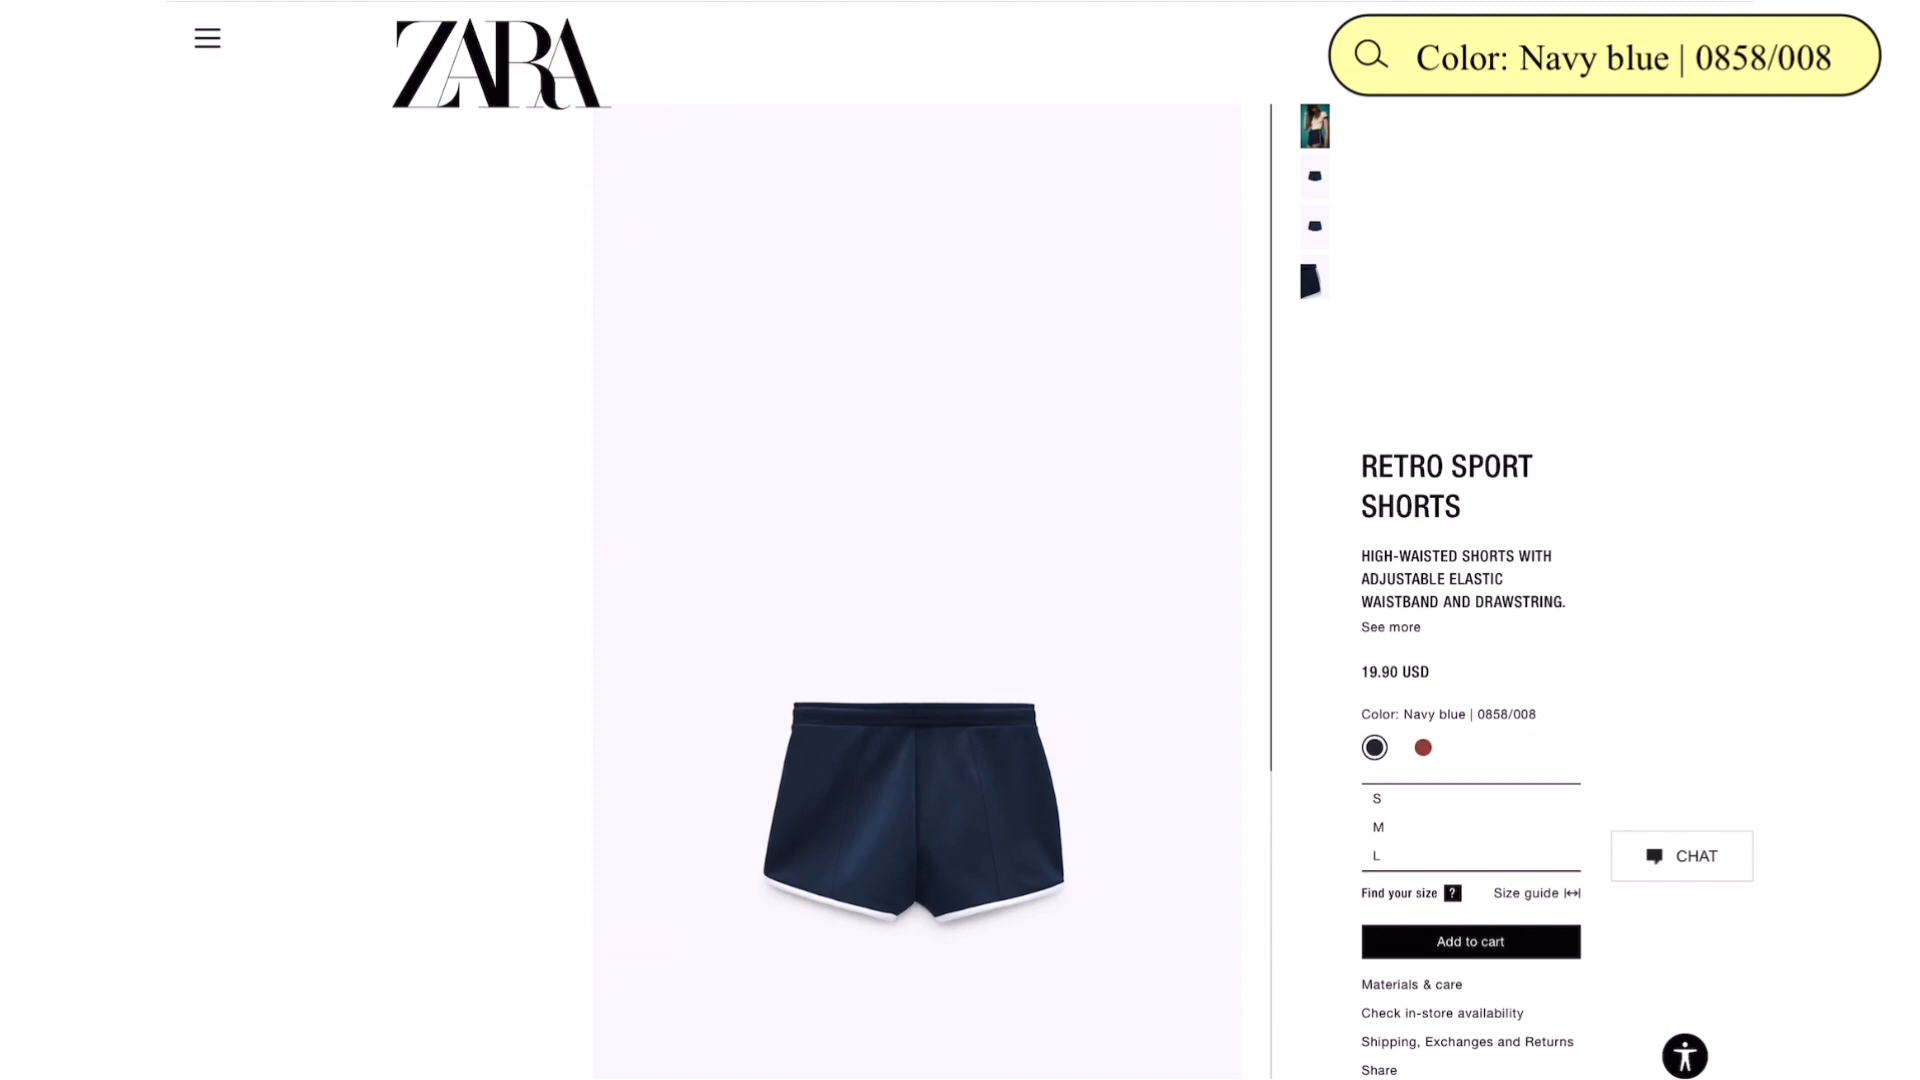 ZARA
Color: Navy blue | 0858/008
RETRO SPORT
SHORTS
HIGH-WAISTED SHORTS WITH
ADJUSTABLE ELASTIC
WAISTBAND AND DRAWSTRING.
See more
19.90 USD
Color: Navy blue | 0858/008
S
M
L
Find your size ?
Size guide
Add to cart
CHAT
Materials & care
Check in-store availability
Shipping, Exchanges and Returns
Share